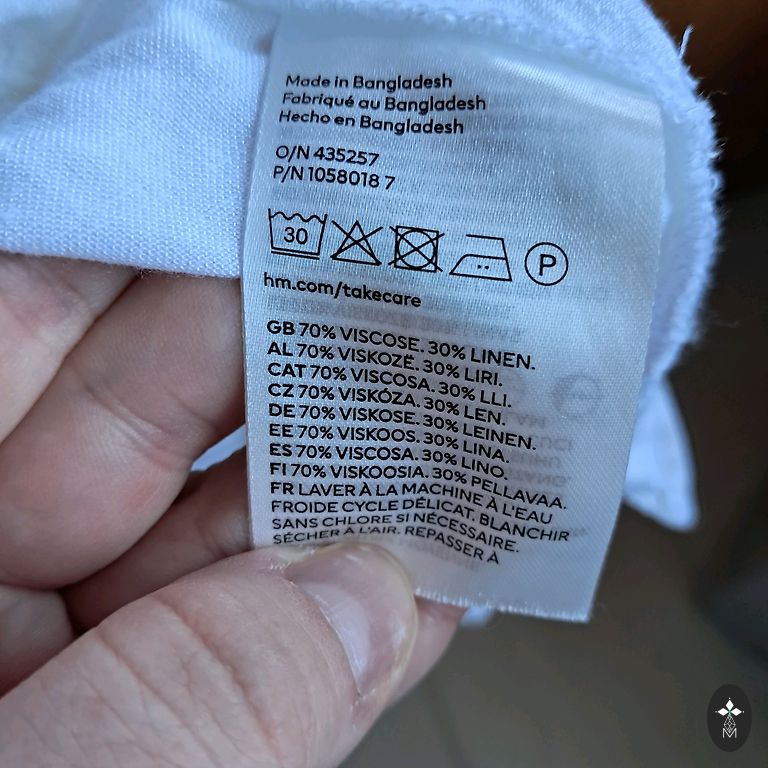 Made in Bangladesh
Fabriqué au Bangladesh
Hecho en Bangladesh
O/N 435257
P/N 1058018 7
30
P
hm.com/takecare
GB 70% VISCOSE. 30% LINEN.
AL 70% VISKOZË. 30% LIRI.
CAT 70% VISCOSA. 30% LLI.
CZ 70% VISKÓZA. 30% LEN.
DE 70% VISKOSE. 30% LEINEN.
EE 70% VISKOOS. 30% LINA.
ES 70% VISCOSA. 30% LINO.
FI 70% VISKOOSIA. 30% PELLAVAA.
FR LAVER À LA MACHINE À L'EAU
FROIDE CYCLE DÉLICAT. BLANCHIR
SANS CHLORE SI NÉCESSAIRE.
SÉCHER À L'AIR. REPASSER À
M